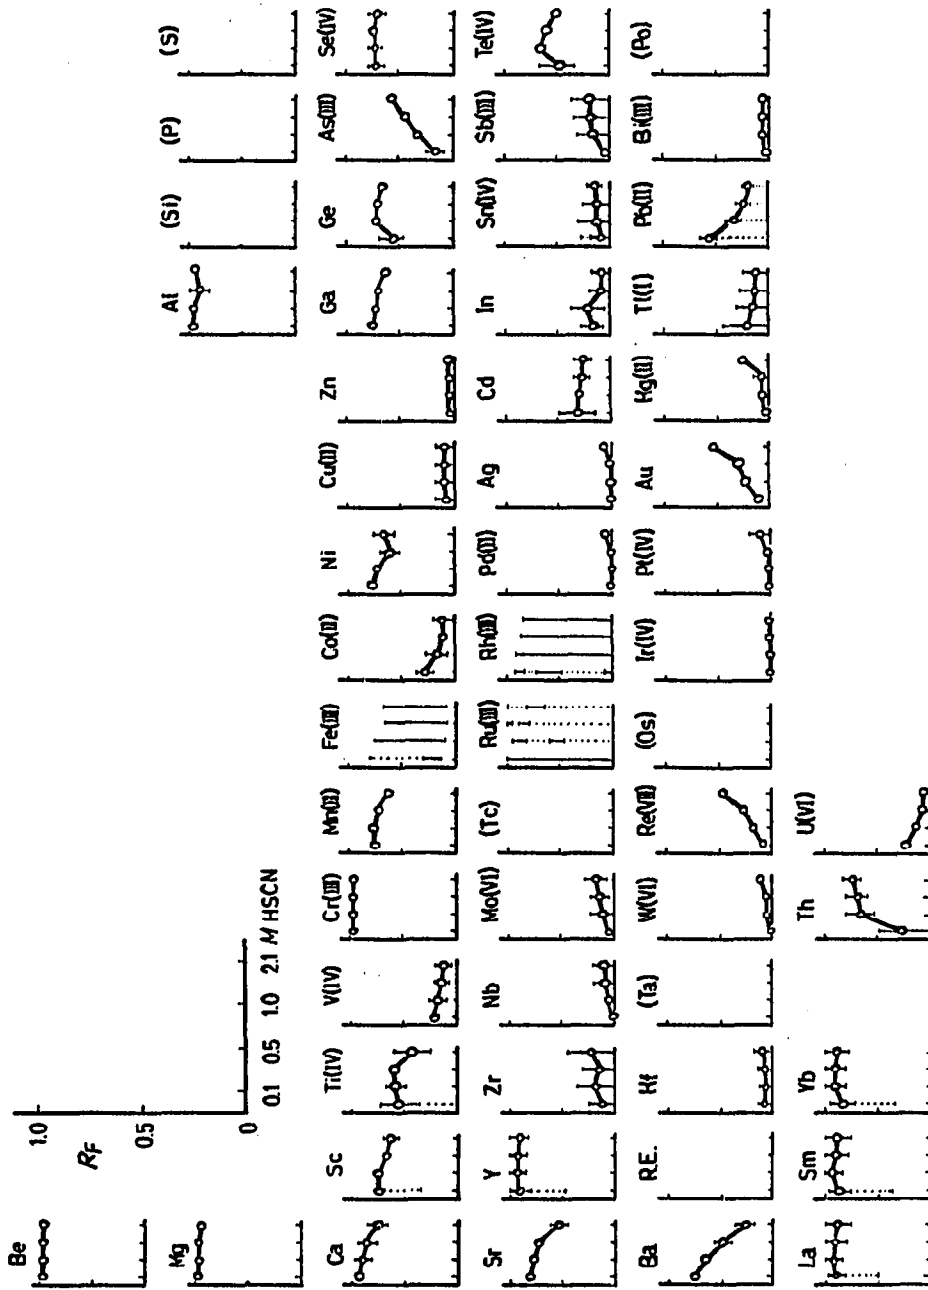 Be
1.0
R_F
0.5
0
0.1 0.5 1.0 2.1 M HSCN
Mg
Al
(Si)
(P)
(S)
Ca
Sc
Ti(IV)
V(IV)
Cr(III)
Mn(II)
Fe(III)
Co(II)
Ni
Cu(II)
Zn
Ga
Ge
As(III)
Se(IV)
Sr
Y
Zr
Nb
Mo(VI)
(Tc)
Ru(III)
Rh(III)
Pd(II)
Ag
Cd
In
Sn(IV)
Sb(III)
Te(IV)
Ba
R.E.
Hf
(Ta)
W(VI)
Re(VII)
(Os)
Ir(IV)
Pt(IV)
Au
Hg(II)
Tl(I)
Pb(II)
Bi(III)
(Po)
La
Sm
Yb
Th
U(VI)